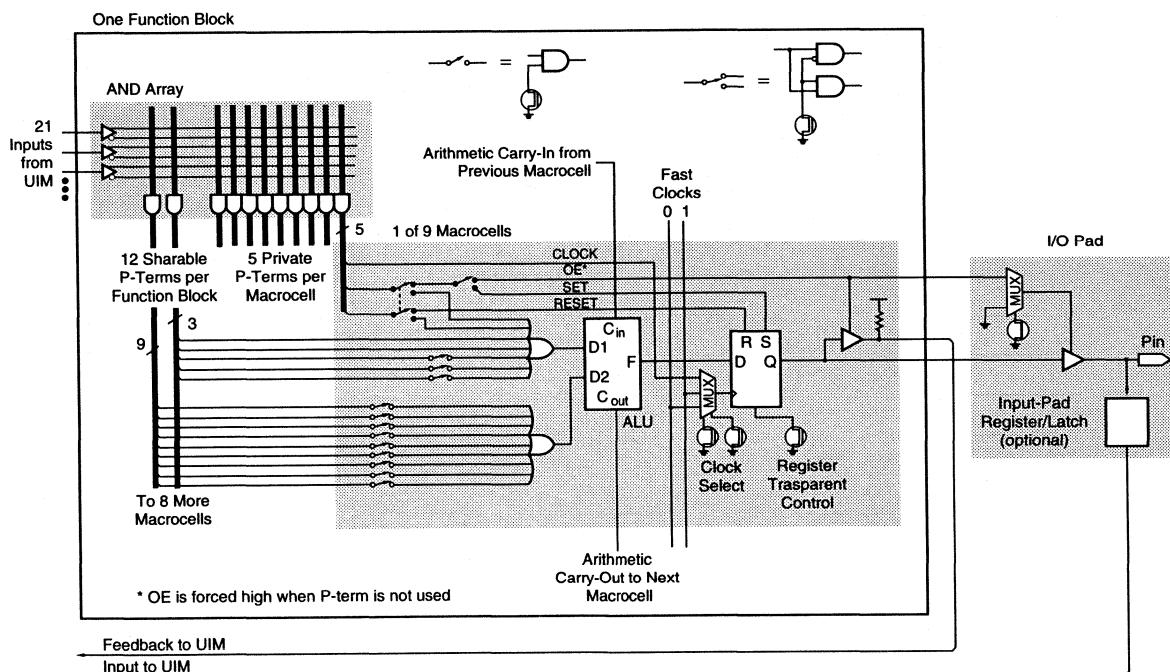 One Function Block
AND Array
21
Inputs
from
UIM
=
=
Arithmetic Carry-In from
Previous Macrocell
Fast
Clocks
0 1
5
1 of 9 Macrocells
12 Sharable
P-Terms per
Function Block
5 Private
P-Terms per
Macrocell
CLOCK
OE*
SET
RESET
I/O Pad
MUX
Pin
3
9
Cin
D1
F
D2
Cout
ALU
MUX
R S
D Q
Input-Pad
Register/Latch
(optional)
Clock
Select
Register
Trasparent
Control
To 8 More
Macrocells
Arithmetic
Carry-Out to Next
Macrocell
* OE is forced high when P-term is not used
Feedback to UIM
Input to UIM